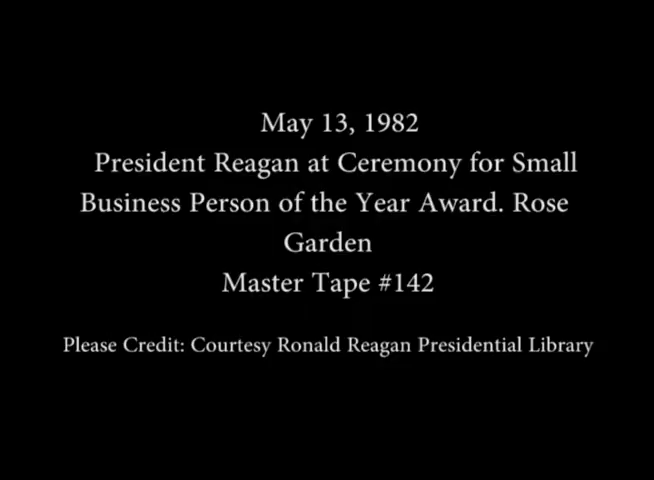 May 13, 1982
President Reagan at Ceremony for Small
Business Person of the Year Award. Rose
Garden
Master Tape #142
Please Credit: Courtesy Ronald Reagan Presidential Library